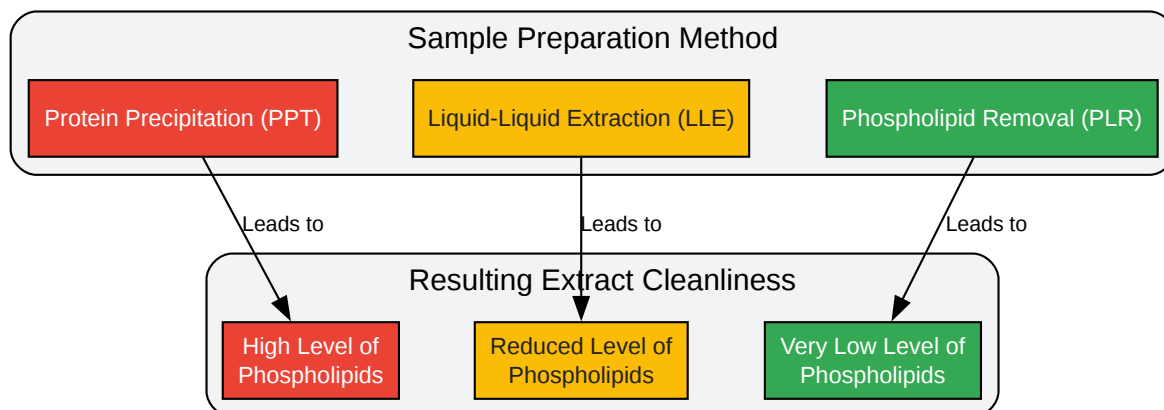 Sample Preparation Method
Protein Precipitation (PPT)
Liquid-Liquid Extraction (LLE)
Phospholipid Removal (PLR)
Leads to
Leads to
Leads to
Resulting Extract Cleanliness
High Level of
Phospholipids
Reduced Level of
Phospholipids
Very Low Level of
Phospholipids